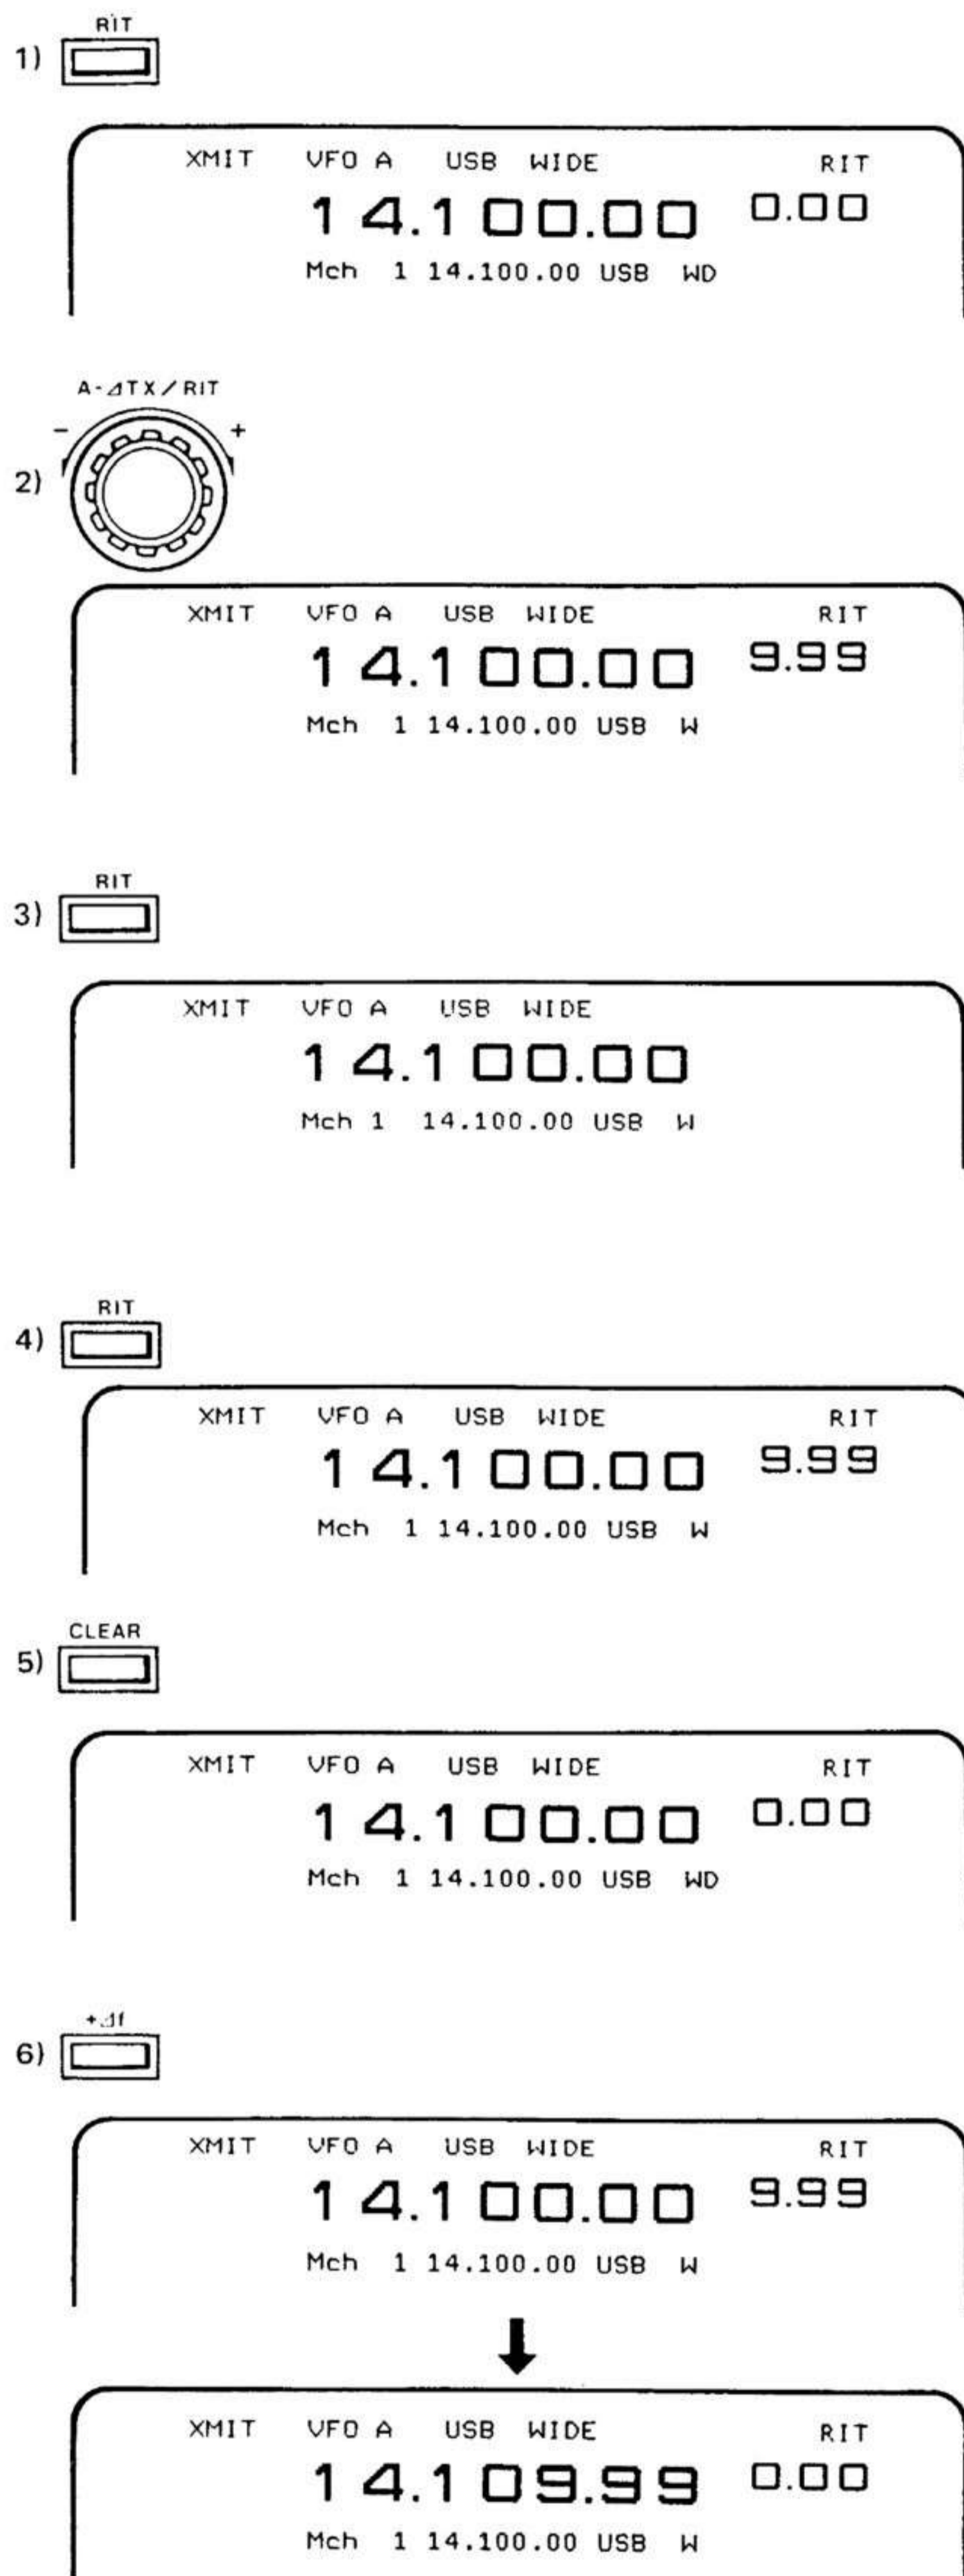 RIT
1)
XMIT VFO A USB WIDE RIT
14.100.00 0.00
Mch 1 14.100.00 USB WD
A-⊿TX/RIT
- +
2)
XMIT VFO A USB WIDE RIT
14.100.00 9.99
Mch 1 14.100.00 USB W
RIT
3)
XMIT VFO A USB WIDE
14.100.00
Mch 1 14.100.00 USB W
RIT
4)
XMIT VFO A USB WIDE RIT
14.100.00 9.99
Mch 1 14.100.00 USB W
CLEAR
5)
XMIT VFO A USB WIDE RIT
14.100.00 0.00
Mch 1 14.100.00 USB WD
+⊿f
6)
XMIT VFO A USB WIDE RIT
14.100.00 9.99
Mch 1 14.100.00 USB W
XMIT VFO A USB WIDE RIT
14.109.99 0.00
Mch 1 14.100.00 USB W